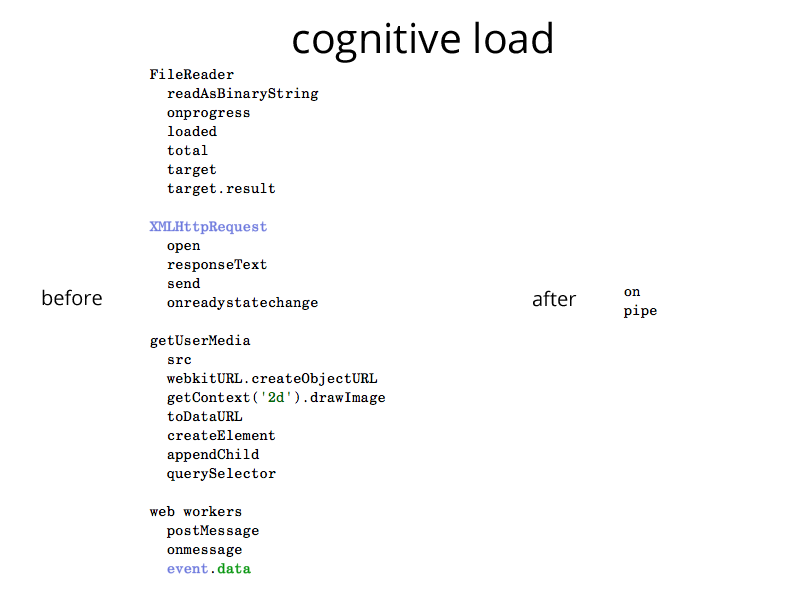 cognitive load
FileReader
readAsBinaryString
onprogress
loaded
total
target
target.result
XMLHttpRequest
open
responseText
send
onreadystatechange
getUserMedia
src
webkitURL.createObjectURL
getContext('2d').drawImage
toDataURL
createElement
appendChild
querySelector
web workers
postMessage
onmessage
event.data
before
after
on
pipe